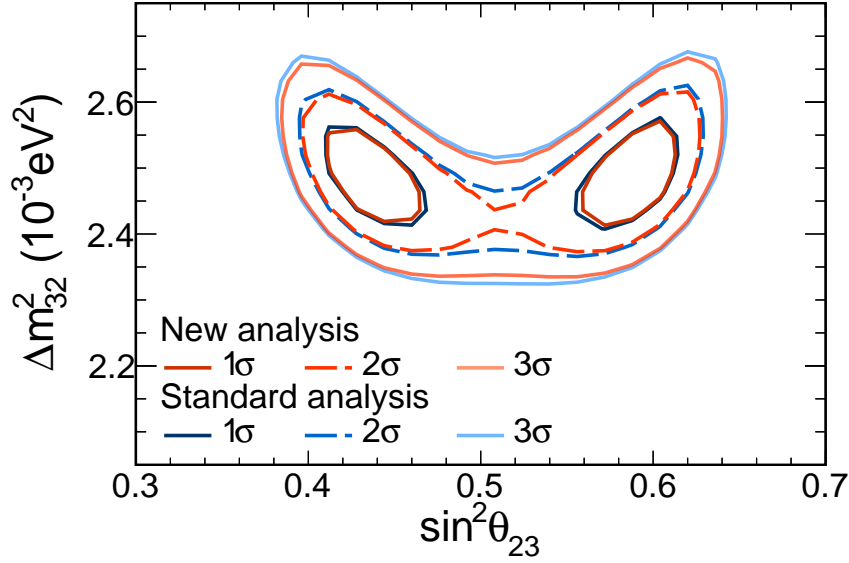 Δm²₃₂ (10⁻³eV²)
2.6
2.4
2.2
New analysis
1σ 2σ 3σ
Standard analysis
1σ 2σ 3σ
0.3 0.4 0.5 0.6 0.7
sin²θ₂₃